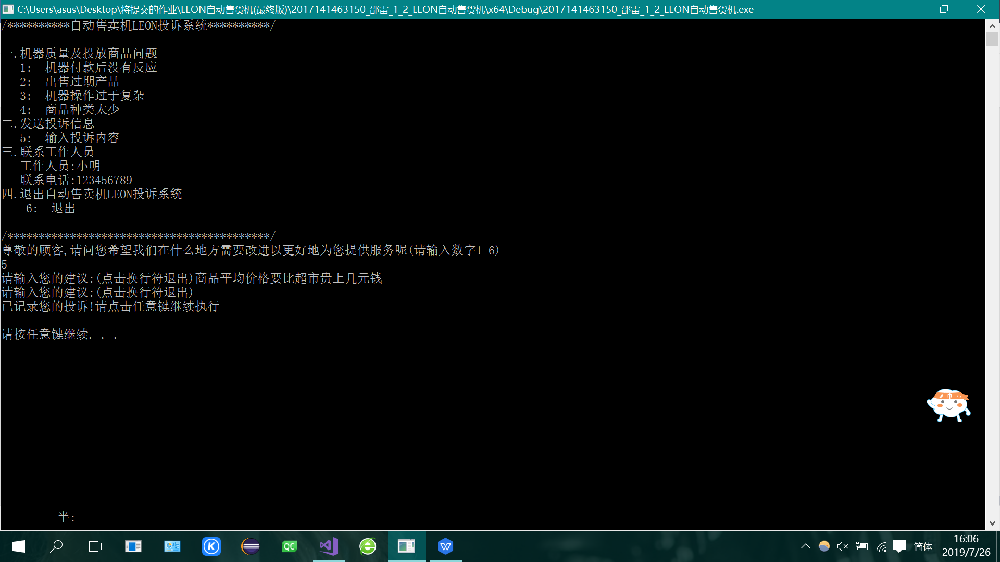 C:\Users\asus\Desktop\将提交的作业\LEON自动售货机(最终版)\2017141463150_邵雷_1_2_LEON自动售货机\x64\Debug\2017141463150_邵雷_1_2_LEON自动售货机.exe
/**********自动售卖机LEON投诉系统**********/
一.机器质量及投放商品问题
1: 机器付款后没有反应
2: 出售过期产品
3: 机器操作过于复杂
4: 商品种类太少
二.发送投诉信息
5: 输入投诉内容
三.联系工作人员
工作人员:小明
联系电话:123456789
四.退出自动售卖机LEON投诉系统
6: 退出
/******************************************/
尊敬的顾客,请问您希望我们在什么地方需要改进以更好地为您提供服务呢(请输入数字1-6)
5
请输入您的建议:(点击换行符退出)商品平均价格要比超市贵上几元钱
请输入您的建议:(点击换行符退出)
已记录您的投诉!请点击任意键继续执行
请按任意键继续. . .
中
半:
QC
简体
16:06
2019/7/26